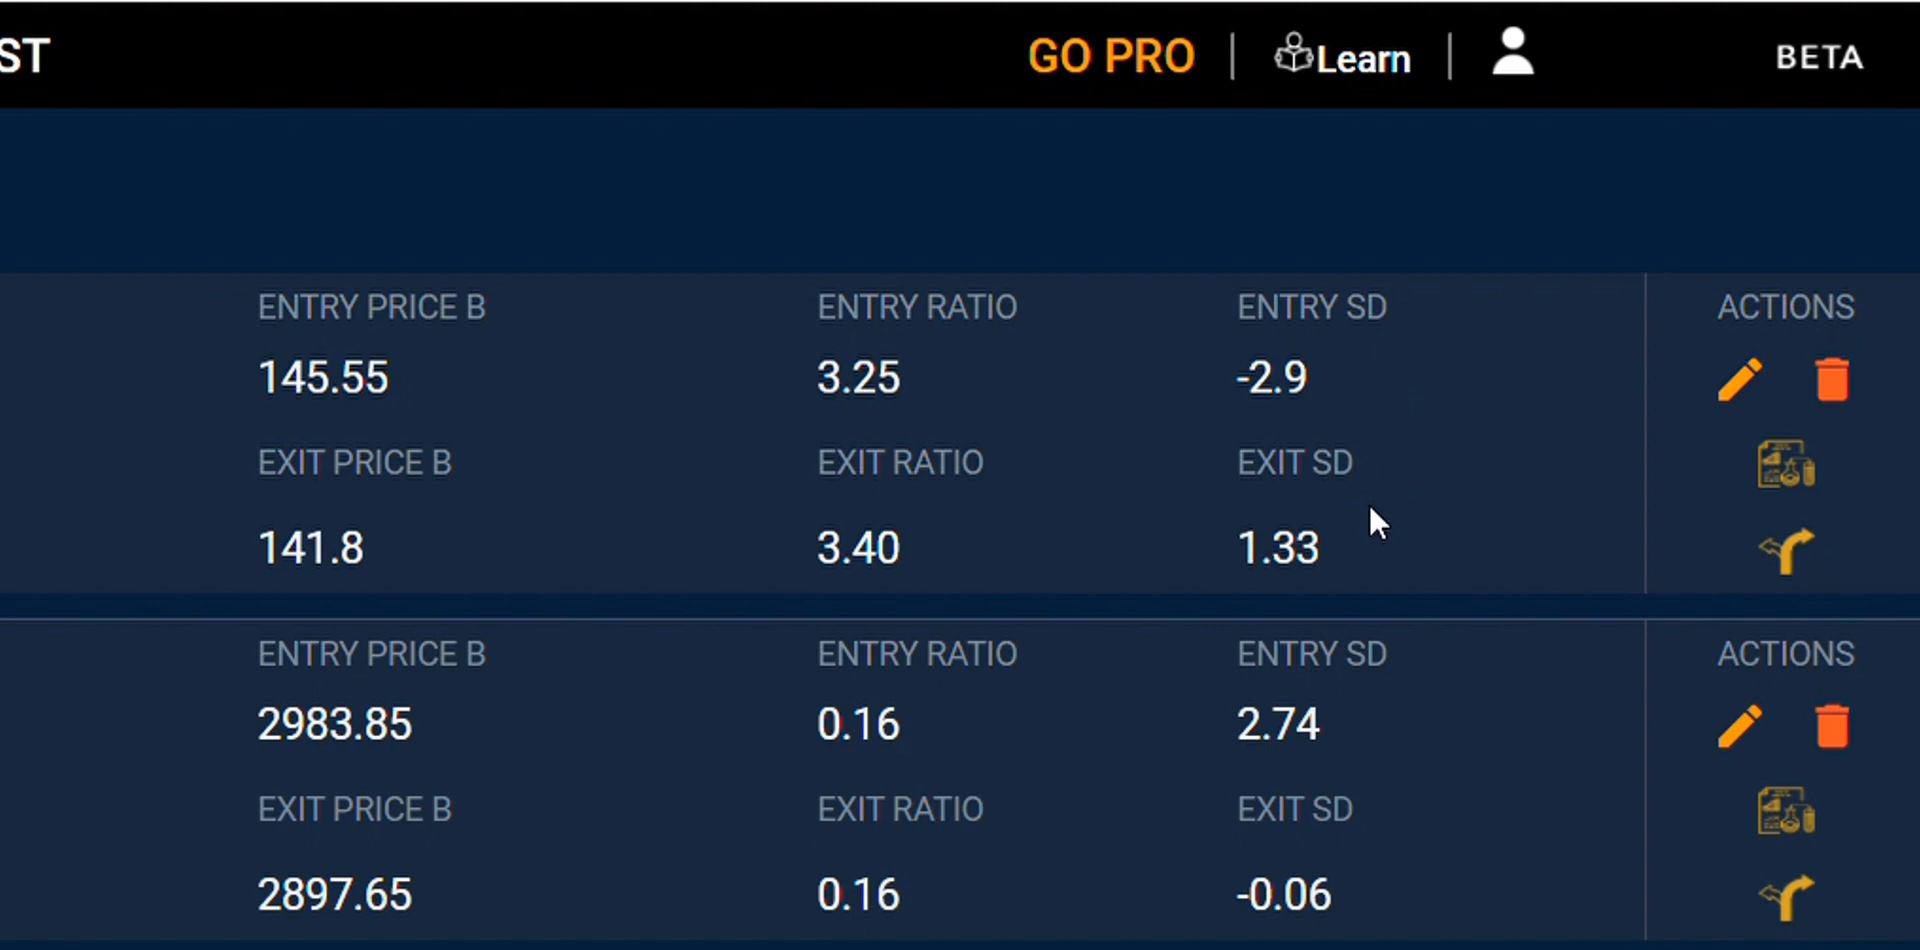 ST GO PRO | Learn | BETA
ENTRY PRICE B ENTRY RATIO ENTRY SD ACTIONS
145.55 3.25 -2.9
EXIT PRICE B EXIT RATIO EXIT SD
141.8 3.40 1.33
ENTRY PRICE B ENTRY RATIO ENTRY SD ACTIONS
2983.85 0.16 2.74
EXIT PRICE B EXIT RATIO EXIT SD
2897.65 0.16 -0.06